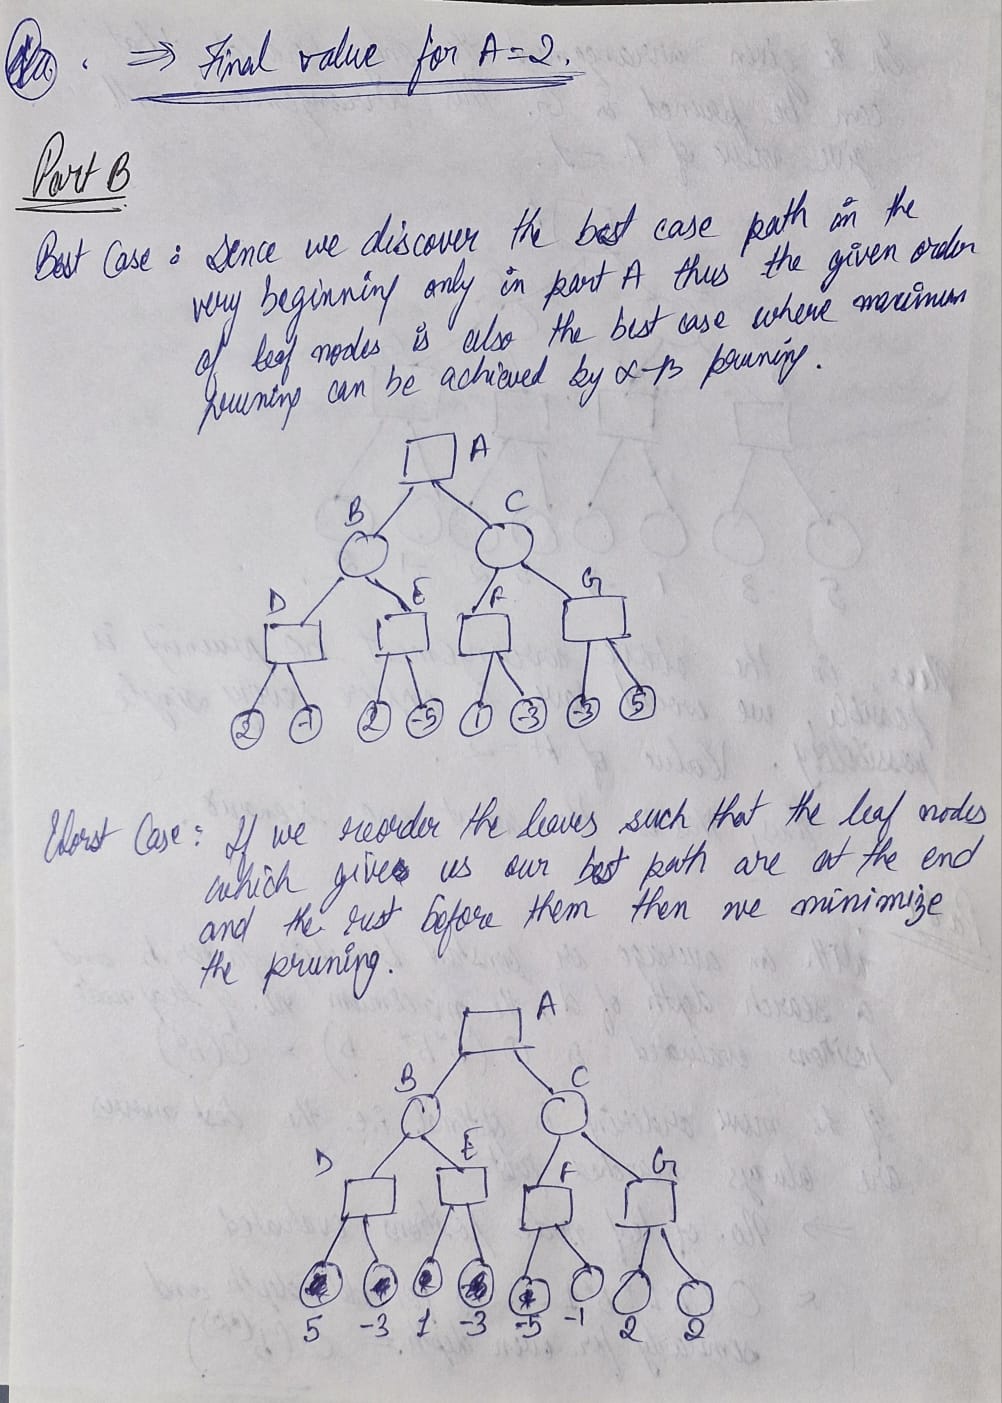 ⇒ Final value for A=2.
Part B
Best Case : Sence we discover the best case path in the
very beginning only in part A thus the given order
of leaf nodes is also the best case where maximum
pruning can be achieved by α-β pruning.
A
B C
D E F G
2 -1 2 -5 1 -3 -3 5
Worst Case : If we reorder the leaves such that the leaf nodes
which gives us our best path are at the end
and the rest before them then we minimize
the pruning.
A
B C
D E F G
5 -3 1 -3 -5 -1 2 2